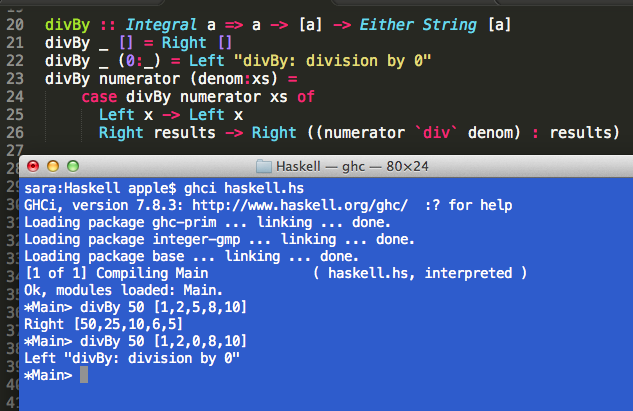 19
20 divBy :: Integral a => a -> [a] -> Either String [a]
21 divBy _ [] = Right []
22 divBy _ (0:_) = Left "divBy: division by 0"
23 divBy numerator (denom:xs) =
24     case divBy numerator xs of
25       Left x -> Left x
26       Right results -> Right ((numerator `div` denom) : results)
27
Haskell — ghc — 80×24
sara:Haskell apple$ ghci haskell.hs
GHCi, version 7.8.3: http://www.haskell.org/ghc/  :? for help
Loading package ghc-prim ... linking ... done.
Loading package integer-gmp ... linking ... done.
Loading package base ... linking ... done.
[1 of 1] Compiling Main             ( haskell.hs, interpreted )
Ok, modules loaded: Main.
*Main> divBy 50 [1,2,5,8,10]
Right [50,25,10,6,5]
*Main> divBy 50 [1,2,0,8,10]
Left "divBy: division by 0"
*Main>